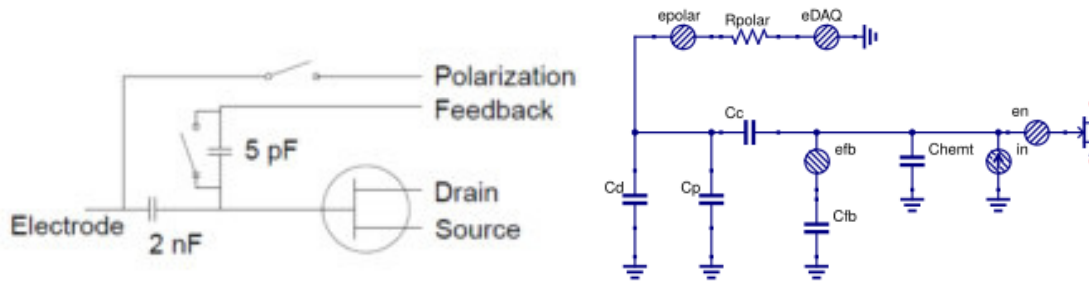 Polarization
Feedback
5 pF
Drain
Source
Electrode
2 nF
epolar
Rpolar
eDAQ
Cc
en
efb
Chemt
in
Cd
Cp
Cfb